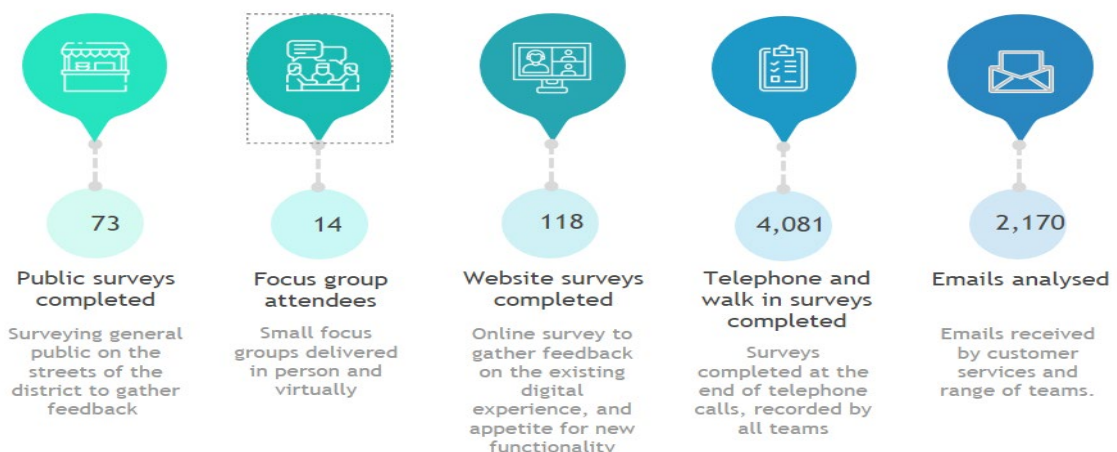 73
Public surveys
completed
Surveying general
public on the
streets of the
district to gather
feedback
14
Focus group
attendees
Small focus
groups delivered
in person and
virtually
118
Website surveys
completed
Online survey to
gather feedback
on the existing
digital
experience, and
appetite for new
functionality
4,081
Telephone and
walk in surveys
completed
Surveys
completed at the
end of telephone
calls, recorded by
all teams
2,170
Emails analysed
Emails received
by customer
services and
range of teams.